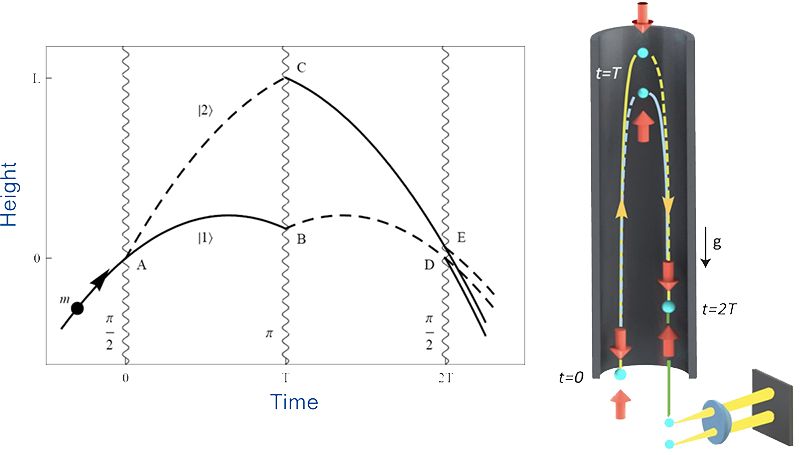 Height
L
0
m
|2⟩
|1⟩
A
B
C
D
E
π
2
π
π
2
0
T
2T
Time
t=T
g
t=2T
t=0